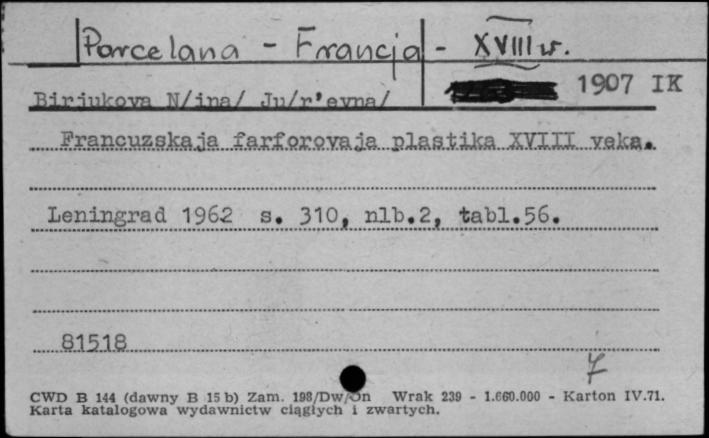 Porcelana - Francja - XVIII w.
1907 IK
Birjukova N/ina/ Ju/r'evna/
Francuzskaja farforovaja plastika XVIII veka.
Leningrad 1962 s. 310, nlb.2, tabl.56.
81518
7
CWD B 144 (dawny B 15 b) Zam. 198/Dw/On Wrak 239 - 1.660.000 - Karton IV.71.
Karta katalogowa wydawnictw ciągłych i zwartych.